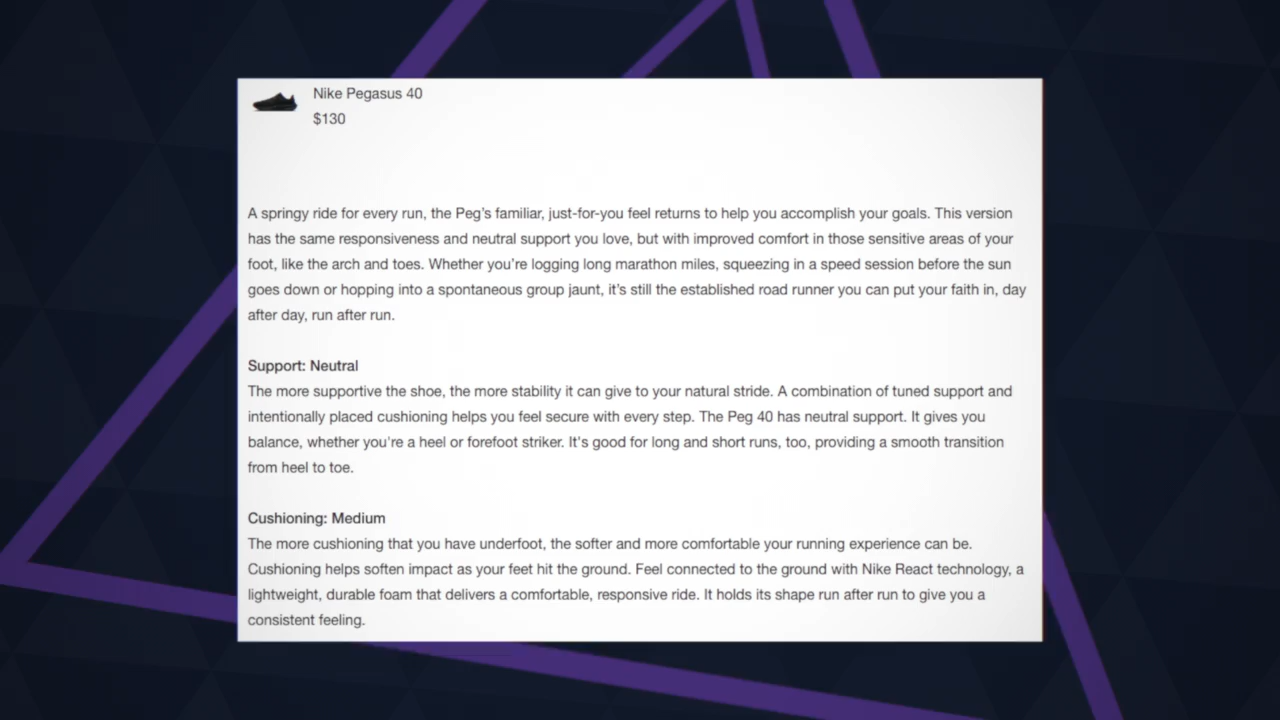 Nike Pegasus 40
$130
A springy ride for every run, the Peg’s familiar, just-for-you feel returns to help you accomplish your goals. This version
has the same responsiveness and neutral support you love, but with improved comfort in those sensitive areas of your
foot, like the arch and toes. Whether you’re logging long marathon miles, squeezing in a speed session before the sun
goes down or hopping into a spontaneous group jaunt, it’s still the established road runner you can put your faith in, day
after day, run after run.
Support: Neutral
The more supportive the shoe, the more stability it can give to your natural stride. A combination of tuned support and
intentionally placed cushioning helps you feel secure with every step. The Peg 40 has neutral support. It gives you
balance, whether you're a heel or forefoot striker. It's good for long and short runs, too, providing a smooth transition
from heel to toe.
Cushioning: Medium
The more cushioning that you have underfoot, the softer and more comfortable your running experience can be.
Cushioning helps soften impact as your feet hit the ground. Feel connected to the ground with Nike React technology, a
lightweight, durable foam that delivers a comfortable, responsive ride. It holds its shape run after run to give you a
consistent feeling.